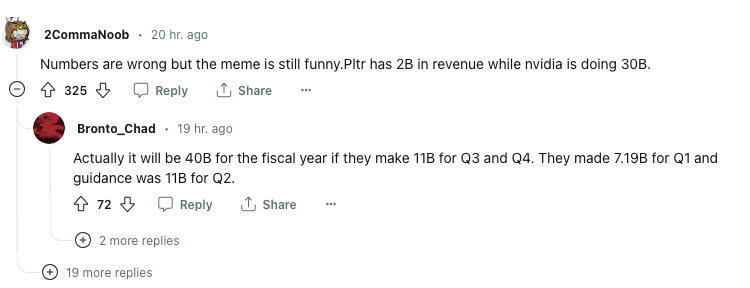 2CommaNoob · 20 hr. ago
Numbers are wrong but the meme is still funny.Pltr has 2B in revenue while nvidia is doing 30B.
325 Reply Share ···
Bronto_Chad · 19 hr. ago
Actually it will be 40B for the fiscal year if they make 11B for Q3 and Q4. They made 7.19B for Q1 and
guidance was 11B for Q2.
72 Reply Share ···
2 more replies
19 more replies